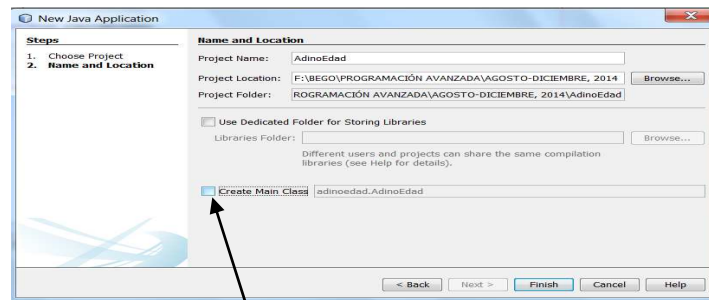 New Java Application
Steps
1. Choose Project
2. Name and Location
Name and Location
Project Name: AdinoEdad
Project Location: F:\BEGO\PROGRAMACIÓN AVANZADA\AGOSTO-DICIEMBRE, 2014 Browse...
Project Folder: ROGRAMACIÓN AVANZADA\AGOSTO-DICIEMBRE, 2014\AdinoEdad
Use Dedicated Folder for Storing Libraries
Libraries Folder: Browse...
Different users and projects can share the same compilation
libraries (see Help for details).
Create Main Class adinoedad.AdinoEdad
< Back Next > Finish Cancel Help